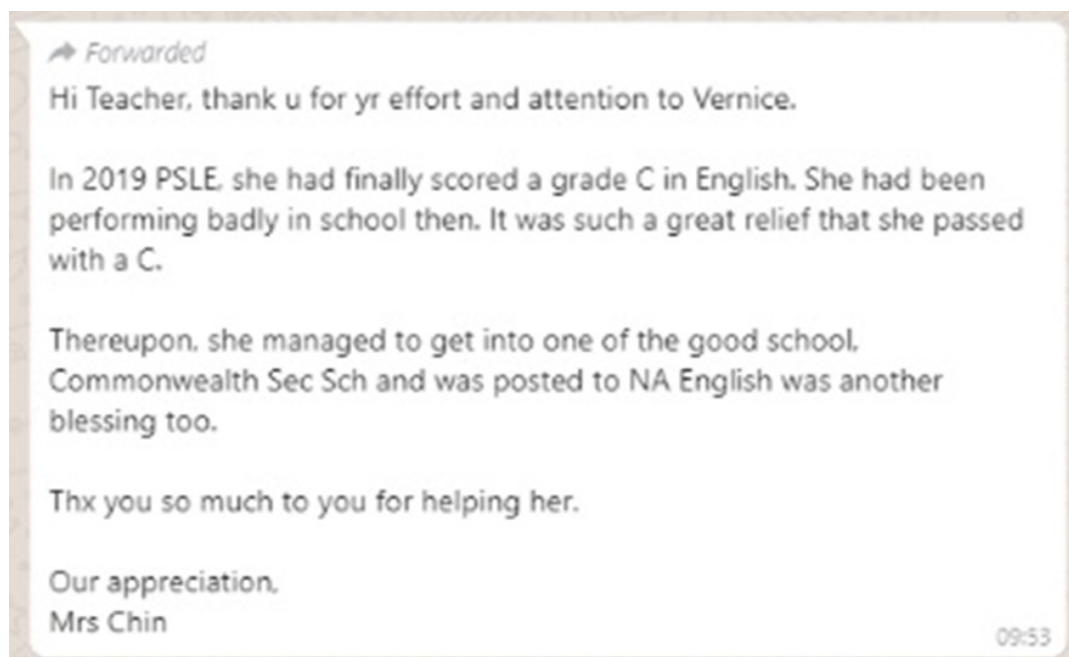 Forwarded
Hi Teacher, thank u for yr effort and attention to Vernice.
In 2019 PSLE, she had finally scored a grade C in English. She had been
performing badly in school then. It was such a great relief that she passed
with a C.
Thereupon, she managed to get into one of the good school,
Commonwealth Sec Sch and was posted to NA English was another
blessing too.
Thx you so much to you for helping her.
Our appreciation,
Mrs Chin
09:53